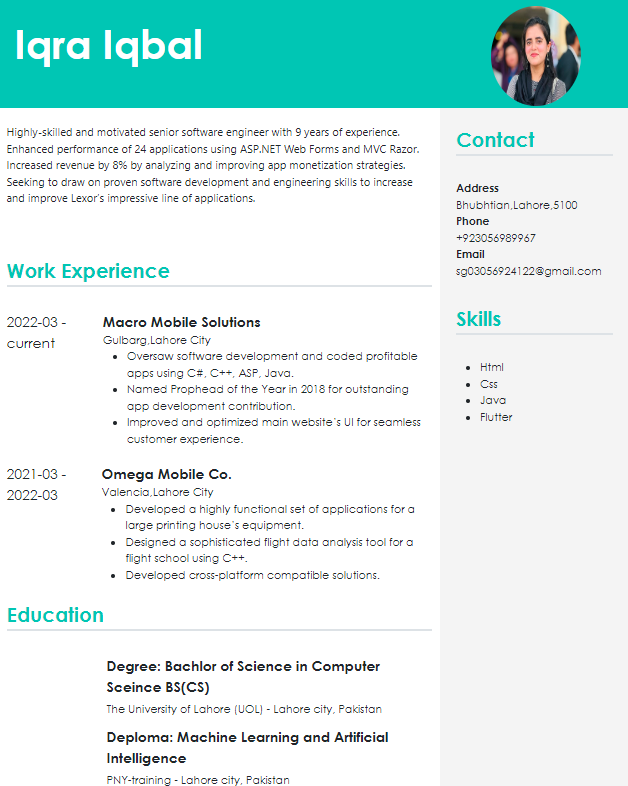 Iqra Iqbal
Highly-skilled and motivated senior software engineer with 9 years of experience.
Enhanced performance of 24 applications using ASP.NET Web Forms and MVC Razor.
Increased revenue by 8% by analyzing and improving app monetization strategies.
Seeking to draw on proven software development and engineering skills to increase
and improve Lexor's impressive line of applications.
Work Experience
2022-03 -
current
Macro Mobile Solutions
Gulbarg,Lahore City
• Oversaw software development and coded profitable
apps using C#, C++, ASP, Java.
• Named Prophead of the Year in 2018 for outstanding
app development contribution.
• Improved and optimized main website's UI for seamless
customer experience.
2021-03 -
2022-03
Omega Mobile Co.
Valencia,Lahore City
• Developed a highly functional set of applications for a
large printing house's equipment.
• Designed a sophisticated flight data analysis tool for a
flight school using C++.
• Developed cross-platform compatible solutions.
Education
Degree: Bachlor of Science in Computer
Sceince BS(CS)
The University of Lahore (UOL) - Lahore city, Pakistan
Deploma: Machine Learning and Artificial
Intelligence
PNY-training - Lahore city, Pakistan
Contact
Address
Bhubhtian,Lahore,5100
Phone
+923056989967
Email
sg03056924122@gmail.com
Skills
• Html
• Css
• Java
• Flutter